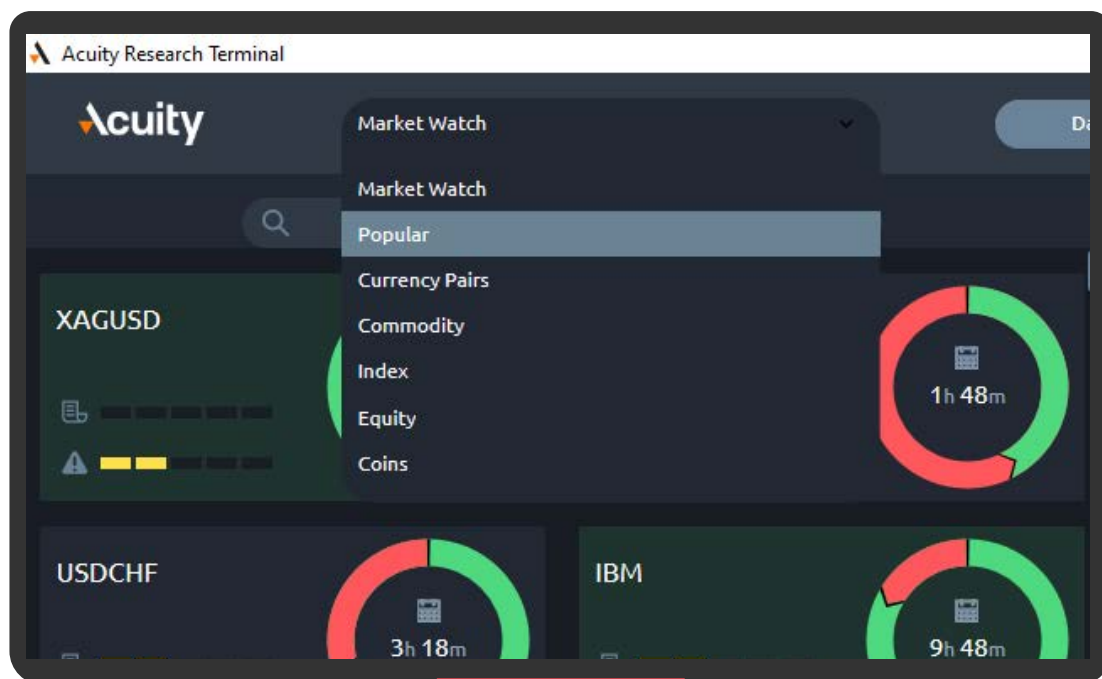 Acuity Research Terminal
Acuity
Market Watch
Market Watch
Popular
Currency Pairs
Commodity
Index
Equity
Coins
XAGUSD
1h 48m
USDCHF
3h 18m
IBM
9h 48m